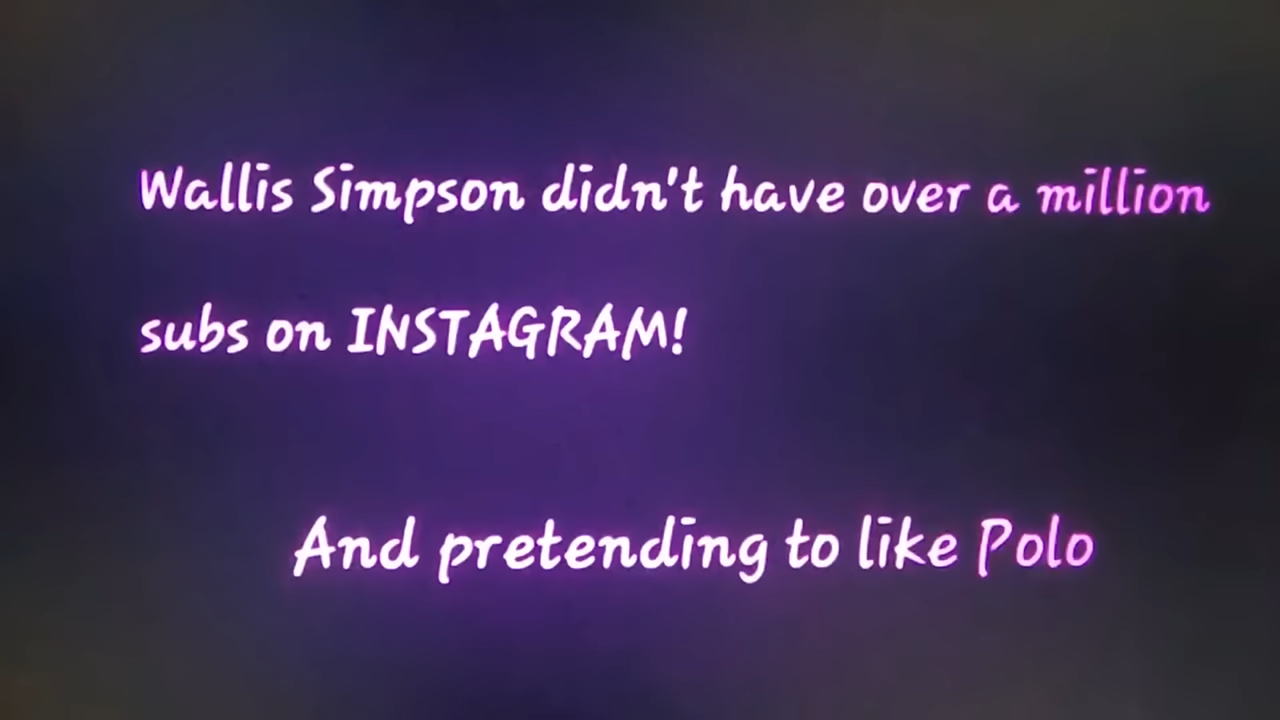 Wallis Simpson didn't have over a million
subs on INSTAGRAM!
And pretending to like Polo